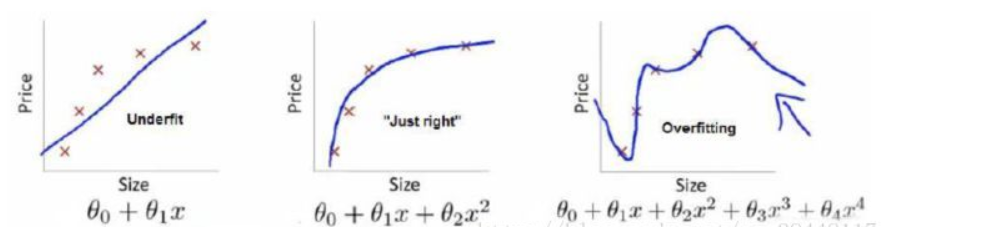 Price
Underfit
Size
θ₀ + θ₁x
Price
"Just right"
Size
θ₀ + θ₁x + θ₂x²
Price
Overfitting
Size
θ₀ + θ₁x + θ₂x² + θ₃x³ + θ₄x⁴